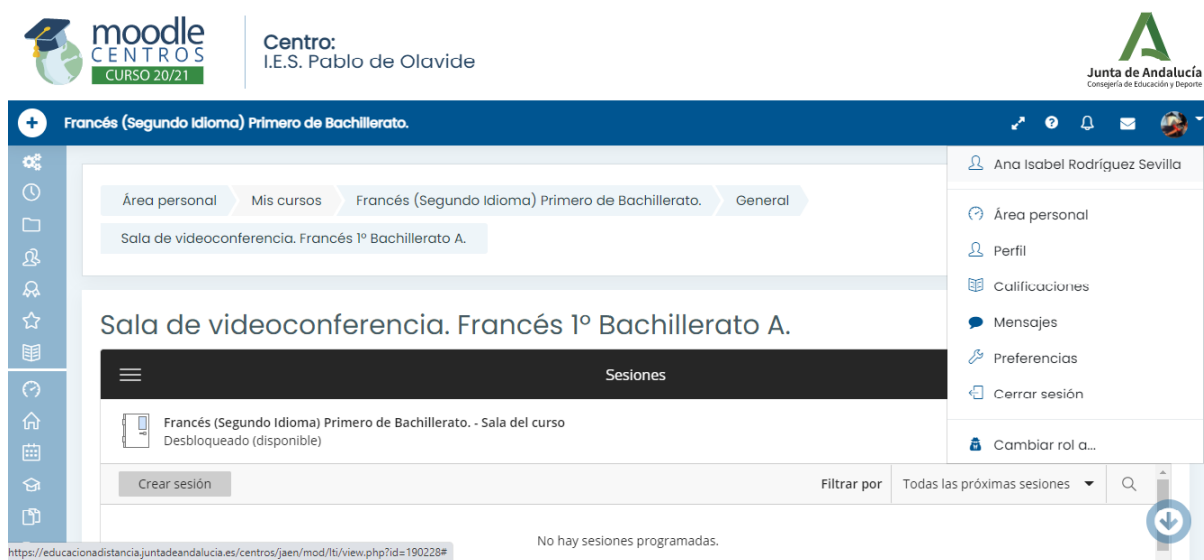 moodle
CENTROS
CURSO 20/21
Centro:
I.E.S. Pablo de Olavide
Junta de Andalucía
Consejería de Educación y Deporte
Francés (Segundo Idioma) Primero de Bachillerato.
Ana Isabel Rodríguez Sevilla
Área personal
Perfil
Calificaciones
Mensajes
Preferencias
Cerrar sesión
Cambiar rol a...
Área personal
Mis cursos
Francés (Segundo Idioma) Primero de Bachillerato.
General
Sala de videoconferencia. Francés 1º Bachillerato A.
Sala de videoconferencia. Francés 1º Bachillerato A.
Sesiones
Francés (Segundo Idioma) Primero de Bachillerato. - Sala del curso
Desbloqueado (disponible)
Crear sesión
Filtrar por
Todas las próximas sesiones
No hay sesiones programadas.
https://educacionadistancia.juntadeandalucia.es/centros/jaen/mod/lti/view.php?id=190228#